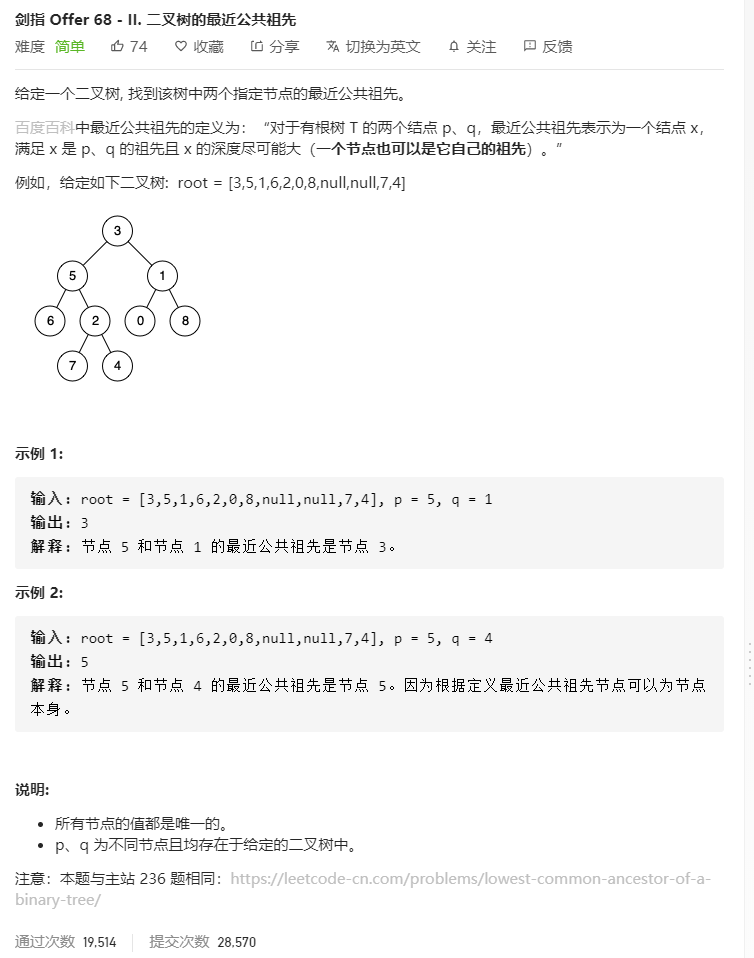 剑指 Offer 68 - II. 二叉树的最近公共祖先
难度 简单 74 收藏 分享 切换为英文 关注 反馈
给定一个二叉树, 找到该树中两个指定节点的最近公共祖先。
百度百科中最近公共祖先的定义为：“对于有根树 T 的两个结点 p、q，最近公共祖先表示为一个结点 x，
满足 x 是 p、q 的祖先且 x 的深度尽可能大（一个节点也可以是它自己的祖先）。”
例如，给定如下二叉树: root = [3,5,1,6,2,0,8,null,null,7,4]
3
5 1
6 2 0 8
7 4
示例 1:
输入: root = [3,5,1,6,2,0,8,null,null,7,4], p = 5, q = 1
输出: 3
解释: 节点 5 和节点 1 的最近公共祖先是节点 3。
示例 2:
输入: root = [3,5,1,6,2,0,8,null,null,7,4], p = 5, q = 4
输出: 5
解释: 节点 5 和节点 4 的最近公共祖先是节点 5。因为根据定义最近公共祖先节点可以为节点
本身。
说明:
• 所有节点的值都是唯一的。
• p、q 为不同节点且均存在于给定的二叉树中。
注意：本题与主站 236 题相同：https://leetcode-cn.com/problems/lowest-common-ancestor-of-a-
binary-tree/
通过次数 19,514 提交次数 28,570